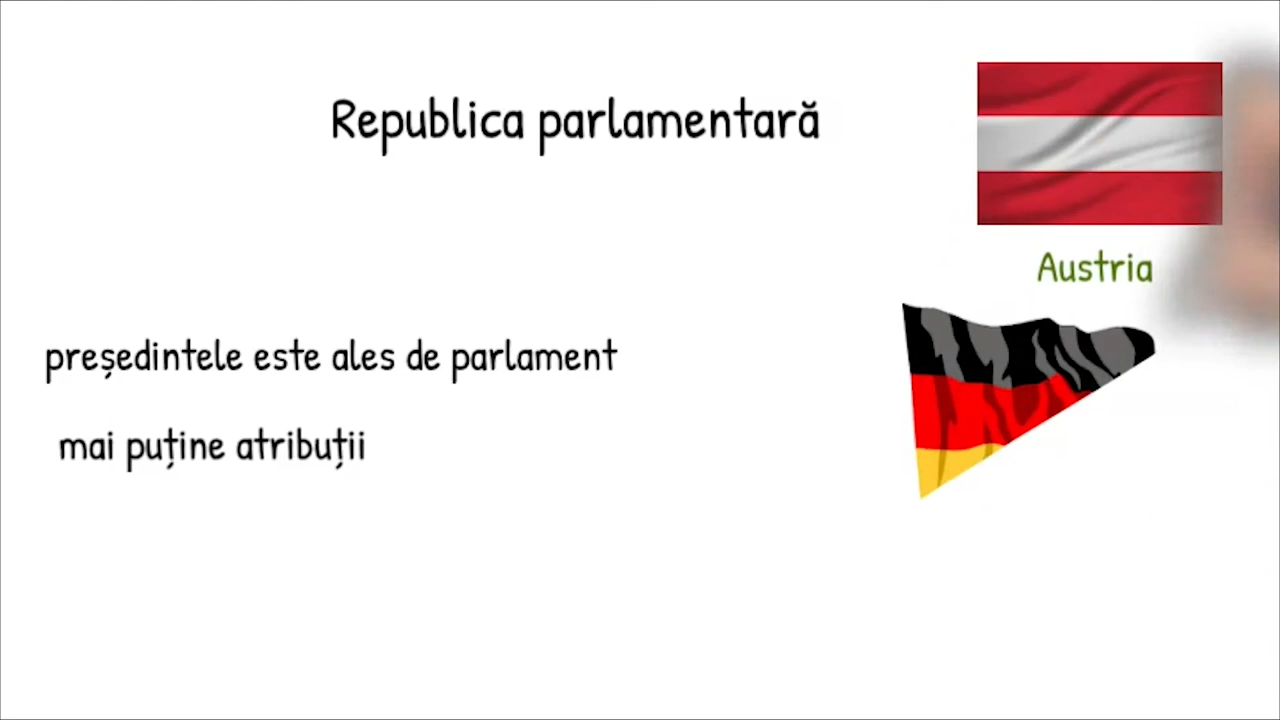 Republica parlamentară
Austria
președintele este ales de parlament
mai puține atribuții